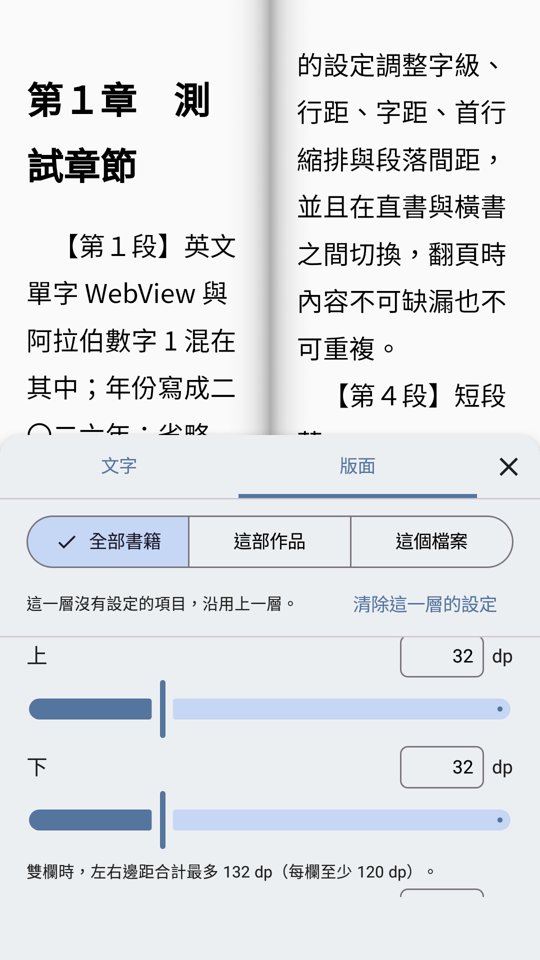 第１章　測
試章節
【第１段】英文
單字 WebView 與
阿拉伯數字 1 混在
其中；年份寫成二
〇二六年；省略
的設定調整字級、
行距、字距、首行
縮排與段落間距，
並且在直書與橫書
之間切換，翻頁時
內容不可缺漏也不
可重複。
【第４段】短段
文字
版面
全部書籍
這部作品
這個檔案
這一層沒有設定的項目，沿用上一層。
清除這一層的設定
上
32 dp
下
32 dp
雙欄時，左右邊距合計最多 132 dp（每欄至少 120 dp）。